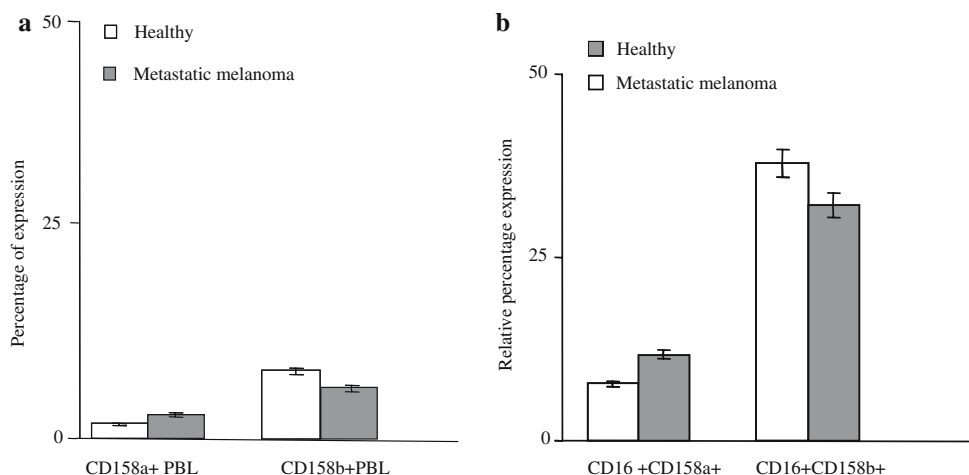 a
50
Healthy
Metastatic melanoma
Percentage of expression
25
0
CD158a+ PBL
CD158b+PBL
b
Healthy
Metastatic melanoma
50
Relative percentage expression
25
0
CD16 +CD158a+
CD16+CD158b+